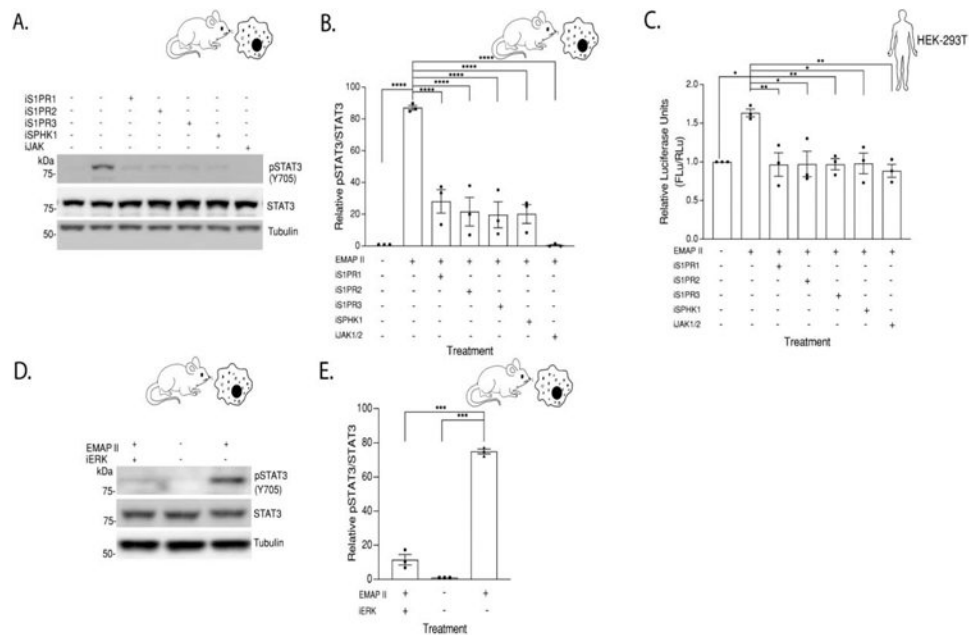 A.
iS1PR1 - - + - - - -
iS1PR2 - - - + - - -
iS1PR3 - - - - + - -
iSPHK1 - - - - - + -
iJAK - - - - - - +
kDa
75-
pSTAT3
(Y705)
75-
STAT3
50-
Tubulin
B.
Relative pSTAT3/STAT3
100
80
60
40
20
0
****
****
****
****
****
****
EMAP II - + + + + + +
iS1PR1 - - + - - - -
iS1PR2 - - - + - - -
iS1PR3 - - - - + - -
iSPHK1 - - - - - + -
iJAK1/2 - - - - - - +
Treatment
C.
HEK-293T
Relative Luciferase Units
(FLu/RLu)
2.0
1.5
1.0
0.5
0.0
**
*
* **
*
**
EMAP II - + + + + + +
iS1PR1 - - + - - - -
iS1PR2 - - - + - - -
iS1PR3 - - - - + - -
iSPHK1 - - - - - + -
iJAK1/2 - - - - - - +
Treatment
D.
EMAP II + - +
iERK + - -
kDa
75-
pSTAT3
(Y705)
75-
STAT3
50-
Tubulin
E.
Relative pSTAT3/STAT3
100
80
60
40
20
0
***
***
EMAP II + - +
iERK + - -
Treatment